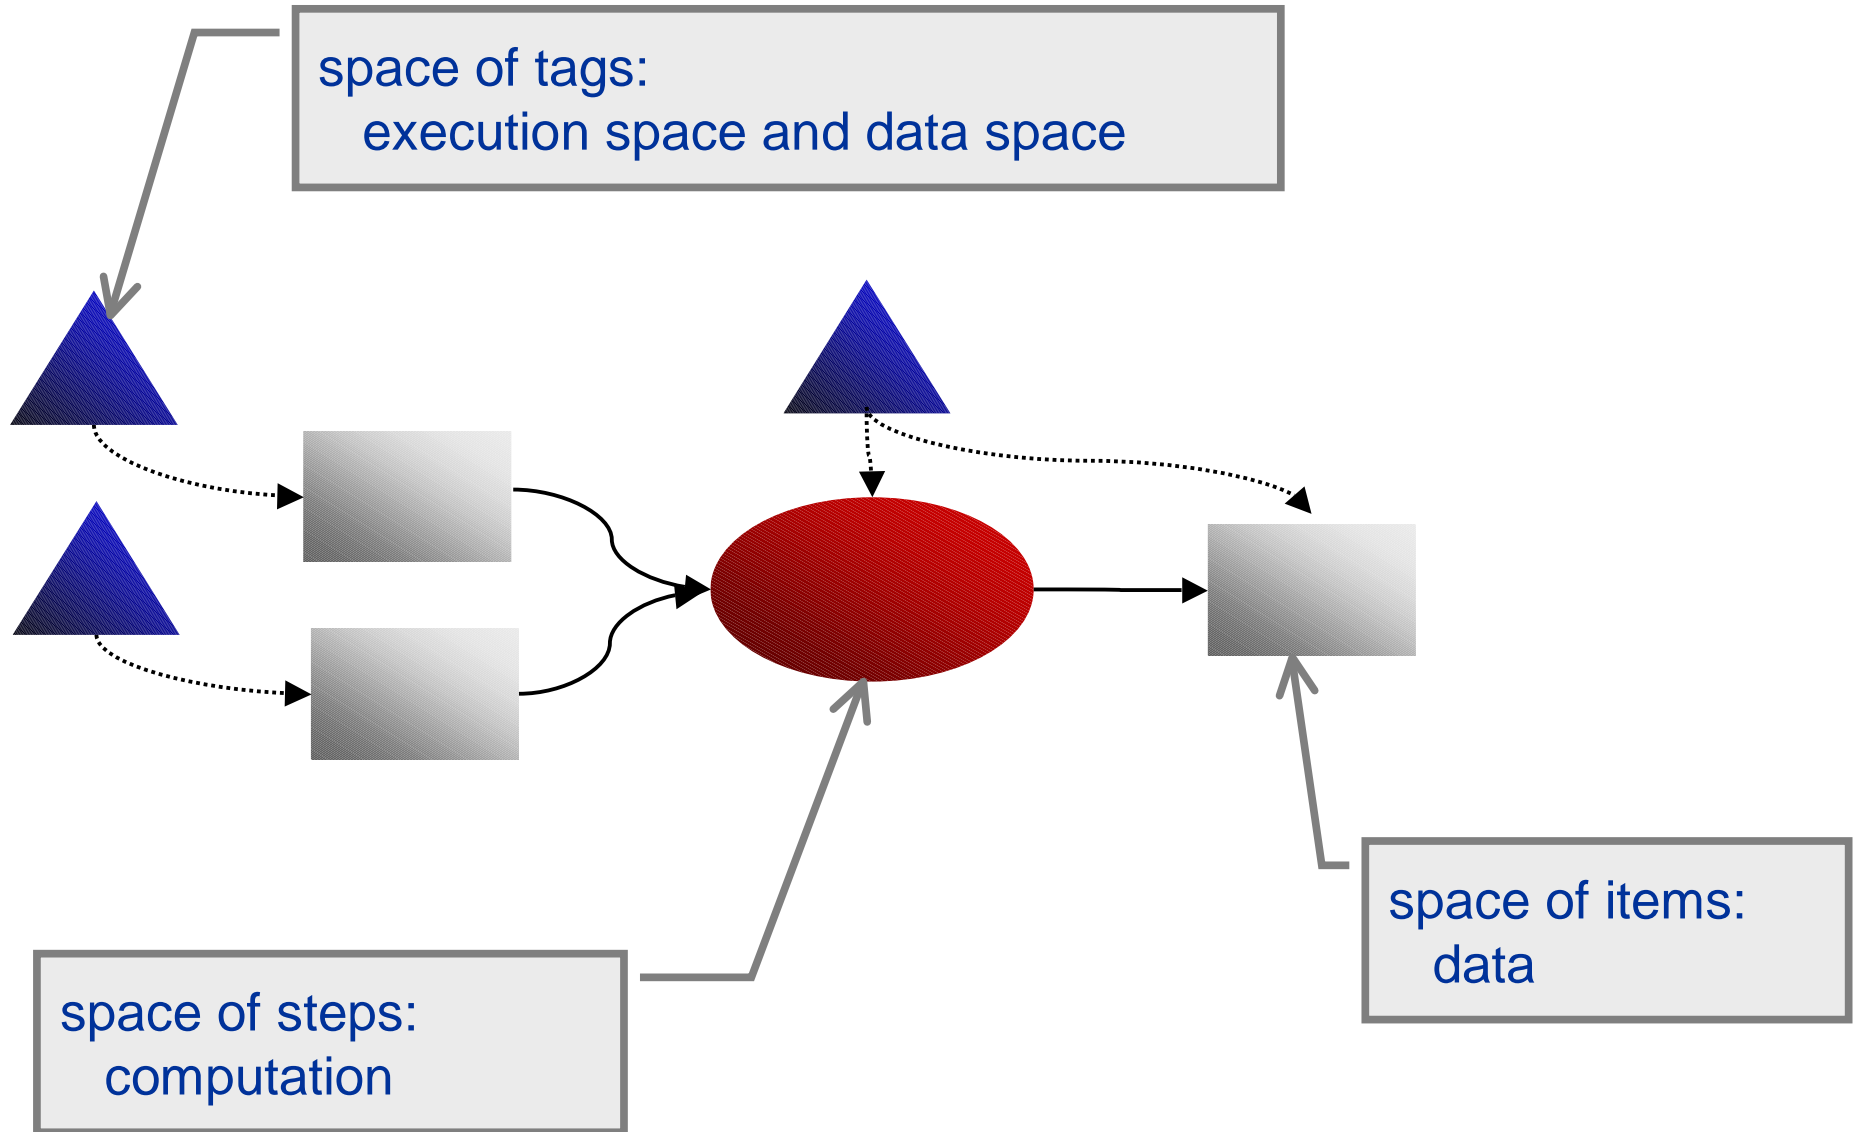 space of tags:
execution space and data space
space of items:
data
space of steps:
computation